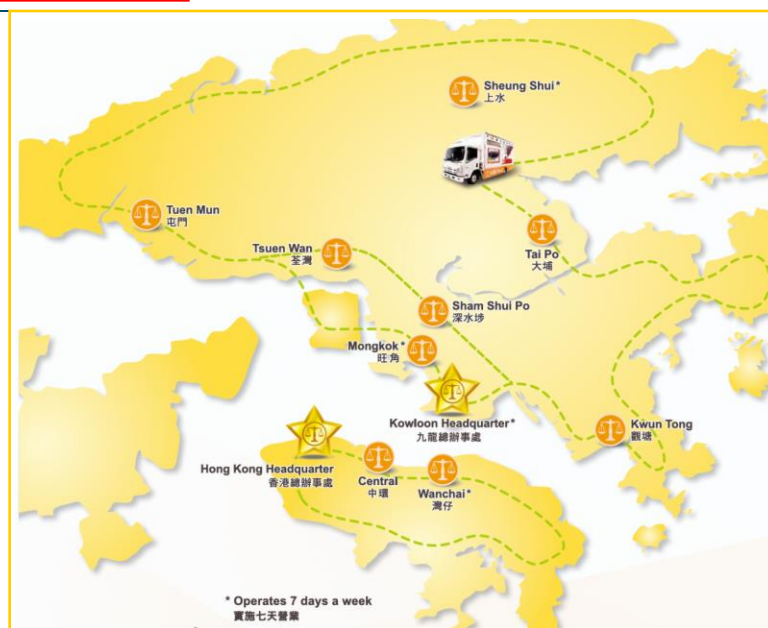 Sheung Shui *
上水
Tuen Mun
屯門
Tsuen Wan
荃灣
Tai Po
大埔
Sham Shui Po
深水埗
Mongkok *
旺角
Kowloon Headquarter *
九龍總辦事處
Kwun Tong
觀塘
Hong Kong Headquarter
香港總辦事處
Central
中環
Wanchai *
灣仔
* Operates 7 days a week
實施七天營業